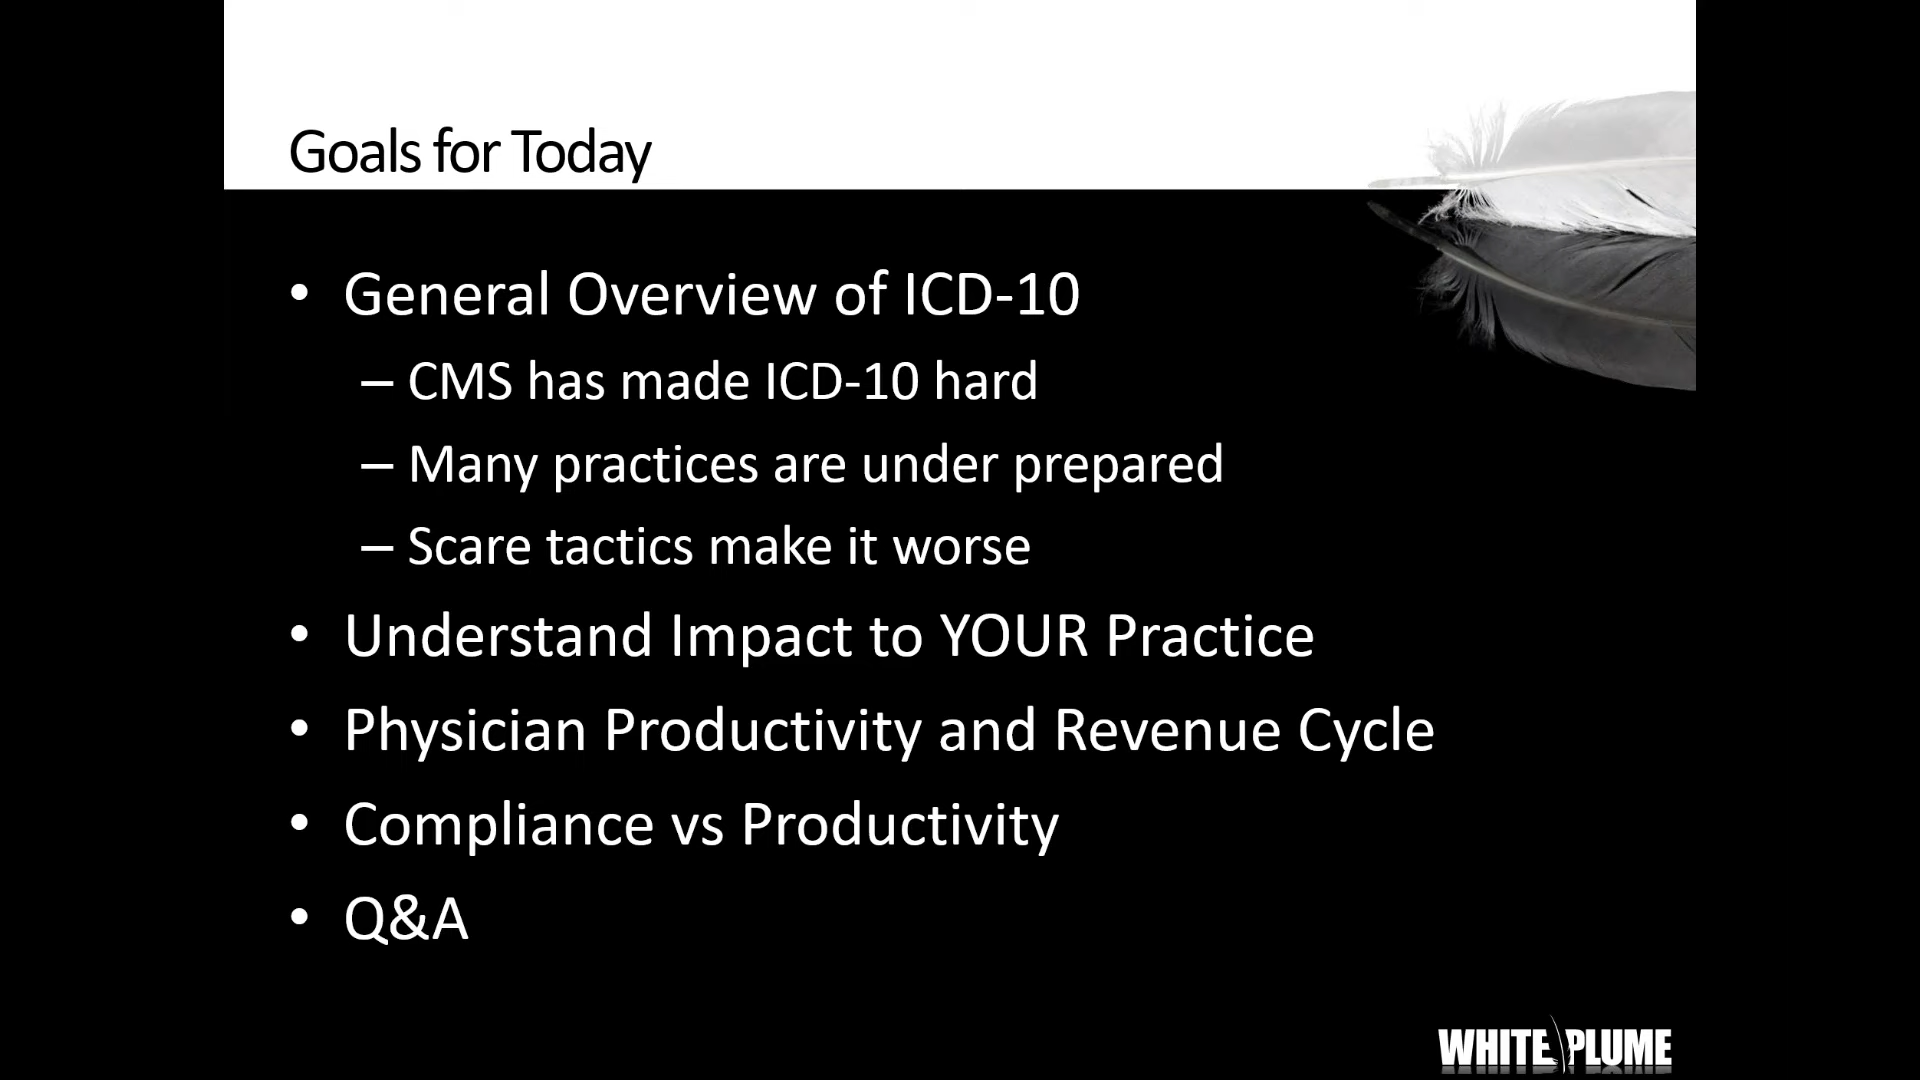 Goals for Today
• General Overview of ICD-10
– CMS has made ICD-10 hard
– Many practices are under prepared
– Scare tactics make it worse
• Understand Impact to YOUR Practice
• Physician Productivity and Revenue Cycle
• Compliance vs Productivity
• Q&A
WHITE PLUME